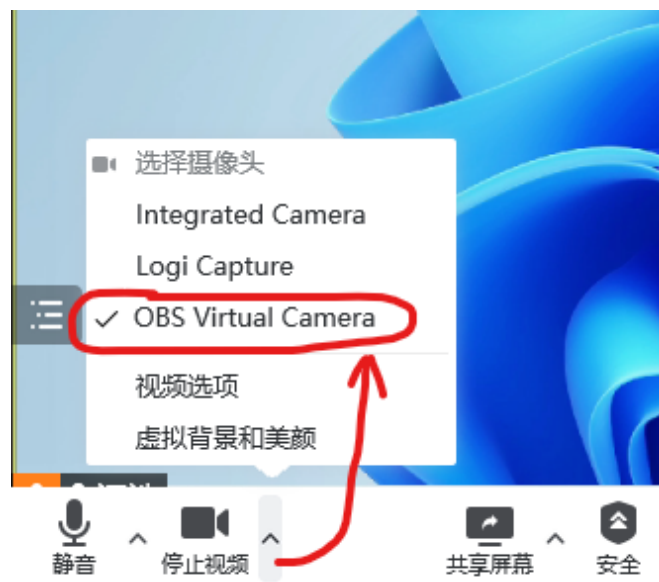 选择摄像头
Integrated Camera
Logi Capture
OBS Virtual Camera
视频选项
虚拟背景和美颜
静音
停止视频
共享屏幕
安全